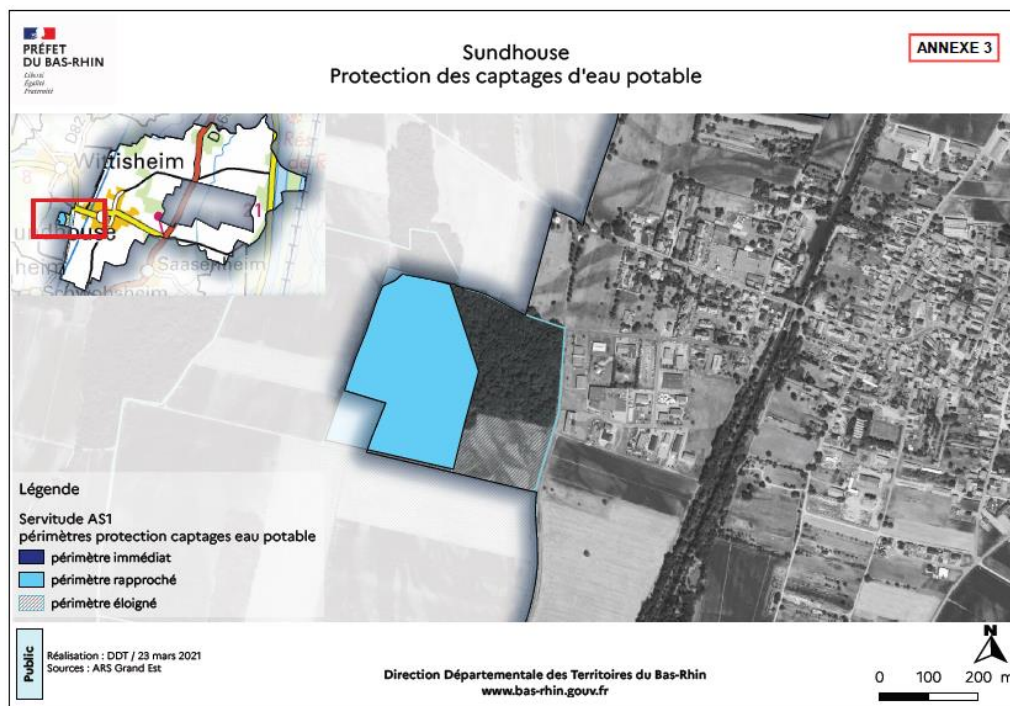 PRÉFET
DU BAS-RHIN
Liberté
Égalité
Fraternité
Sundhouse
Protection des captages d'eau potable
ANNEXE 3
Wittisheim
Saasenheim
Légende
Servitude AS1
périmètres protection captages eau potable
périmètre immédiat
périmètre rapproché
périmètre éloigné
Public
Réalisation : DDT / 23 mars 2021
Sources : ARS Grand Est
Direction Départementale des Territoires du Bas-Rhin
www.bas-rhin.gouv.fr
N
0 100 200 m